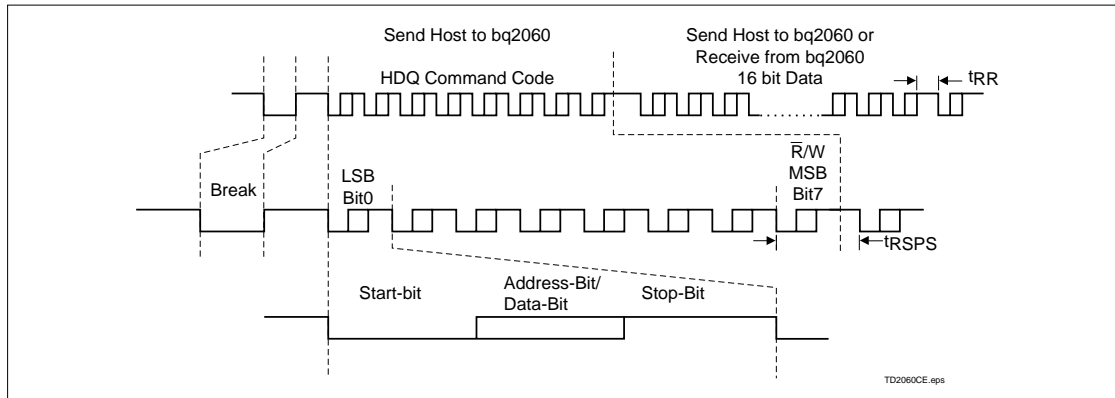 Send Host to bq2060
Send Host to bq2060 or
Receive from bq2060
16 bit Data
HDQ Command Code
tRR
Break
LSB
Bit0
R̅/W
MSB
Bit7
tRSPS
Start-bit
Address-Bit/
Data-Bit
Stop-Bit
TD2060CE.eps